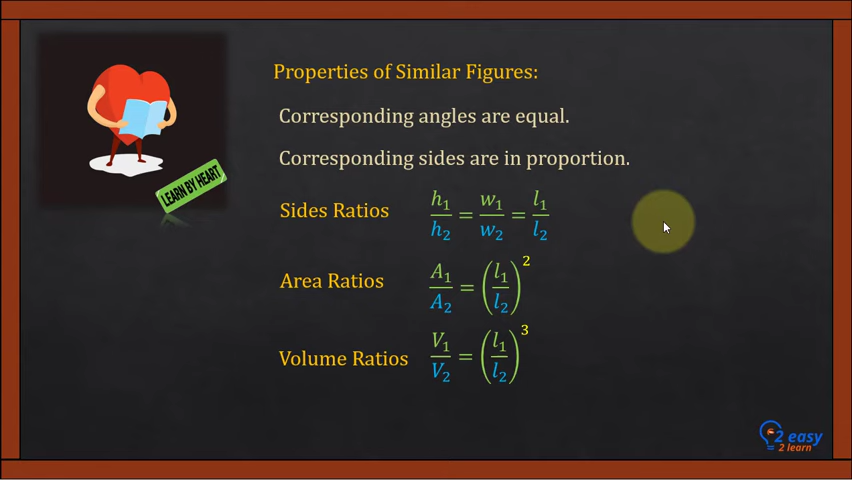 Properties of Similar Figures:
Corresponding angles are equal.
Corresponding sides are in proportion.
LEARN BY HEART
Sides Ratios h₁/h₂ = w₁/w₂ = l₁/l₂
Area Ratios A₁/A₂ = (l₁/l₂)²
Volume Ratios V₁/V₂ = (l₁/l₂)³
2 easy
2 learn